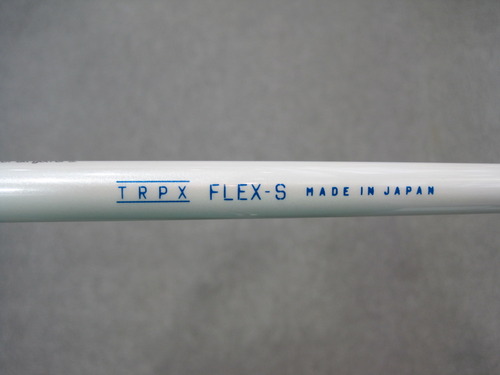 TRPX FLEX-S MADE IN JAPAN